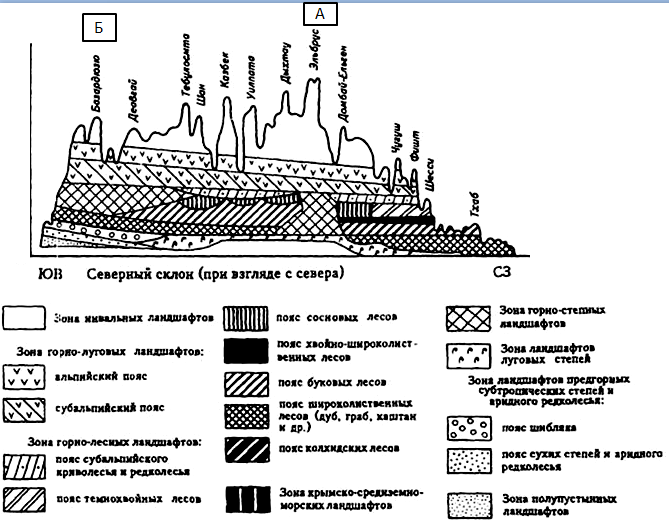 Б
А
Базардюзю
Тебулосмта
Шан
Казбек
Уилпата
Дыхтау
Эльбрус
Домбай-Ельген
Чугуш
Фишт
Шесси
Тхаб
ЮВ Северный склон (при взгляде с севера) СЗ
Зона нивальных ландшафтов
Зона горно-луговых ландшафтов:
альпийский пояс
субальпийский пояс
Зона горно-лесных ландшафтов:
пояс субальпийского
криволесья и редколесья
пояс темнохвойных лесов
пояс сосновых лесов
пояс хвойно-широколист-
венных лесов
пояс буковых лесов
пояс широколиственных
лесов (дуб, граб, каштан
и др.)
пояс колхидских лесов
Зона крымско-средиземно-
морских ландшафтов
Зона горно-степных
ландшафтов
Зона ландшафтов
луговых степей
Зона ландшафтов предгорных
субтропических степей и
аридного редколесья:
пояс шибляка
пояс сухих степей и аридного
редколесья
Зона полупустынных
ландшафтов